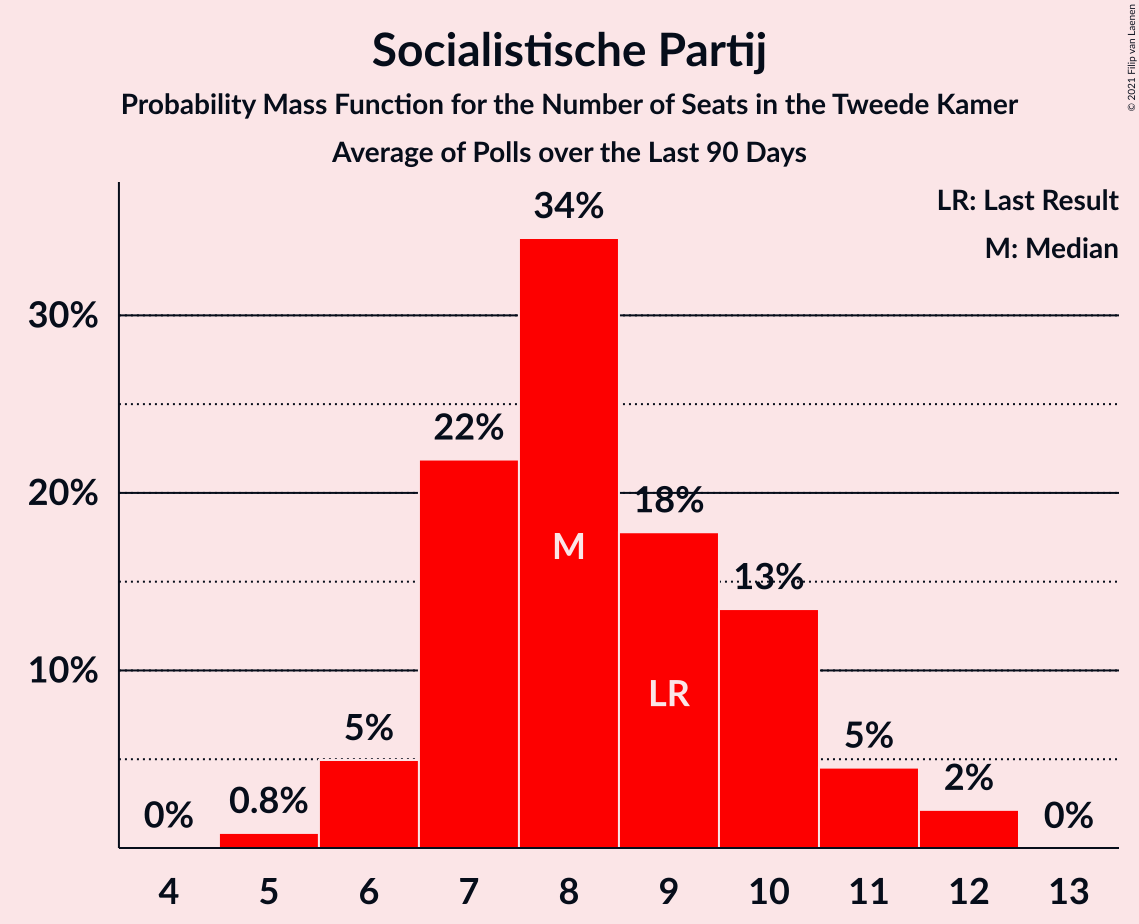 Socialistische Partij
Probability Mass Function for the Number of Seats in the Tweede Kamer
Average of Polls over the Last 90 Days
© 2021 Filip van Laenen
LR: Last Result
M: Median
34%
30%
22%
20%
18%
M
13%
10%
LR
5%
5%
2%
0.8%
0%
0%
4 5 6 7 8 9 10 11 12 13